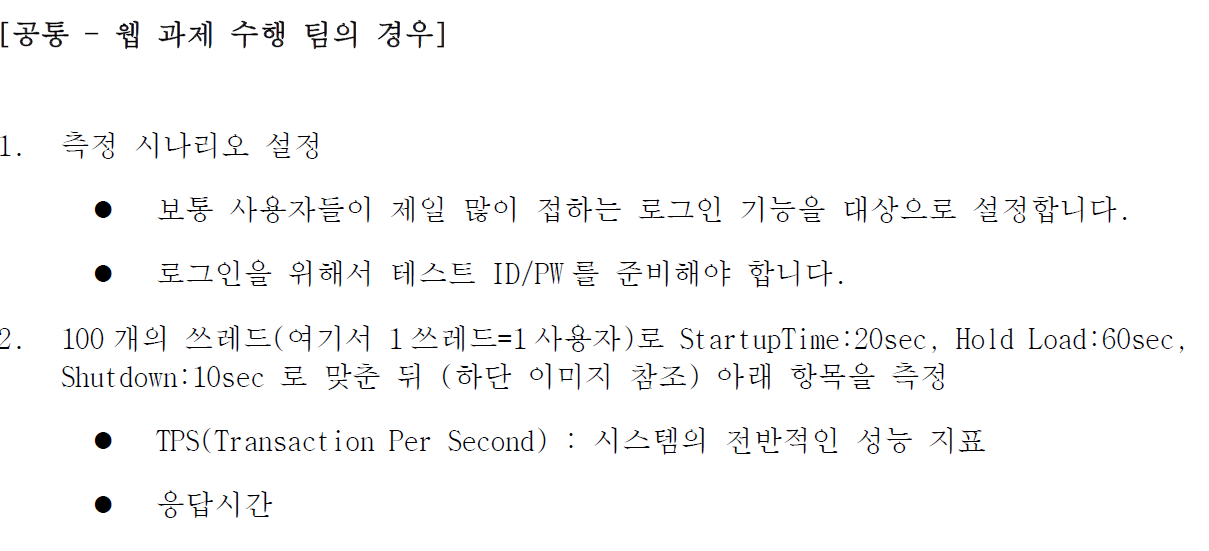 [공통 - 웹 과제 수행 팀의 경우]
1. 측정 시나리오 설정
● 보통 사용자들이 제일 많이 접하는 로그인 기능을 대상으로 설정합니다.
● 로그인을 위해서 테스트 ID/PW를 준비해야 합니다.
2. 100개의 쓰레드(여기서 1쓰레드=1사용자)로 StartupTime:20sec, Hold Load:60sec,
Shutdown:10sec 로 맞춘 뒤 (하단 이미지 참조) 아래 항목을 측정
● TPS(Transaction Per Second) : 시스템의 전반적인 성능 지표
● 응답시간